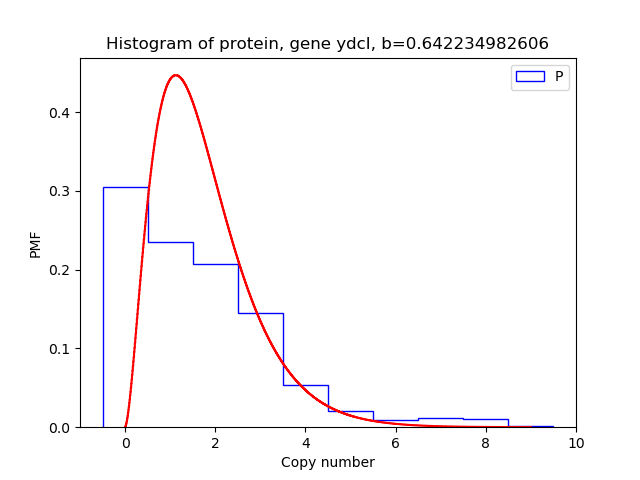 Histogram of protein, gene ydcI, b=0.642234982606
P
0.4
0.3
0.2
0.1
0.0
PMF
0 2 4 6 8 10
Copy number